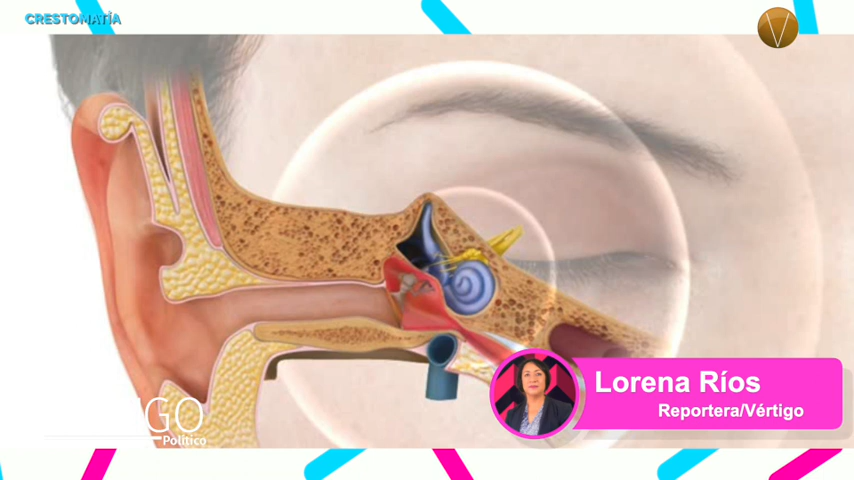 CRESTOMATÍA
V
Lorena Ríos
Reportera/Vértigo
Político